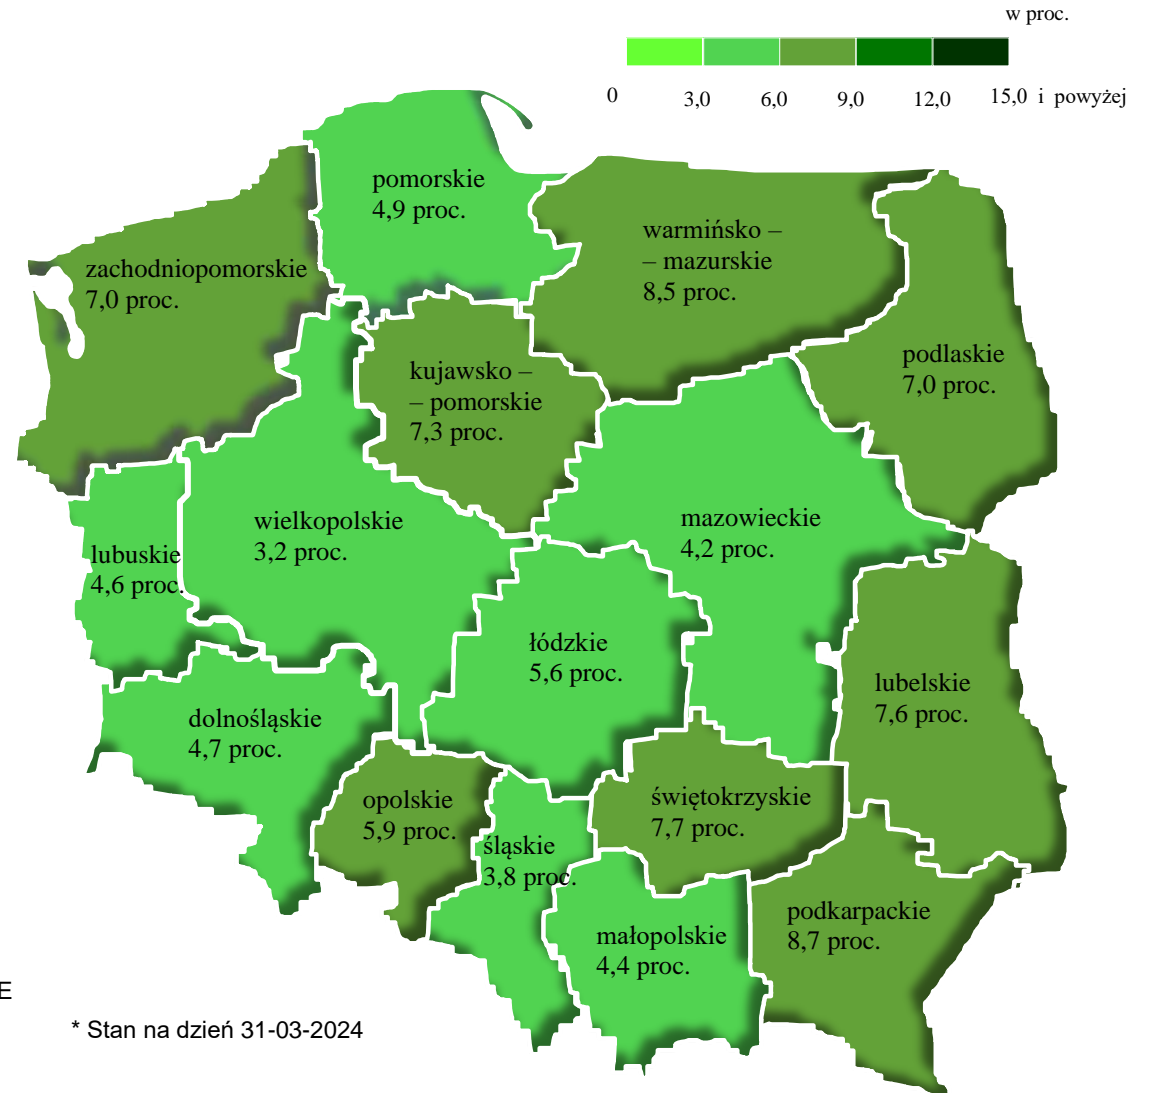 w proc.
0 3,0 6,0 9,0 12,0 15,0 i powyżej
pomorskie
4,9 proc.
warmińsko –
– mazurskie
8,5 proc.
zachodniopomorskie
7,0 proc.
podlaskie
7,0 proc.
kujawsko –
– pomorskie
7,3 proc.
wielkopolskie
3,2 proc.
mazowieckie
4,2 proc.
lubuskie
4,6 proc.
łódzkie
5,6 proc.
lubelskie
7,6 proc.
dolnośląskie
4,7 proc.
opolskie
5,9 proc.
świętokrzyskie
7,7 proc.
śląskie
3,8 proc.
podkarpackie
8,7 proc.
małopolskie
4,4 proc.
E
* Stan na dzień 31-03-2024